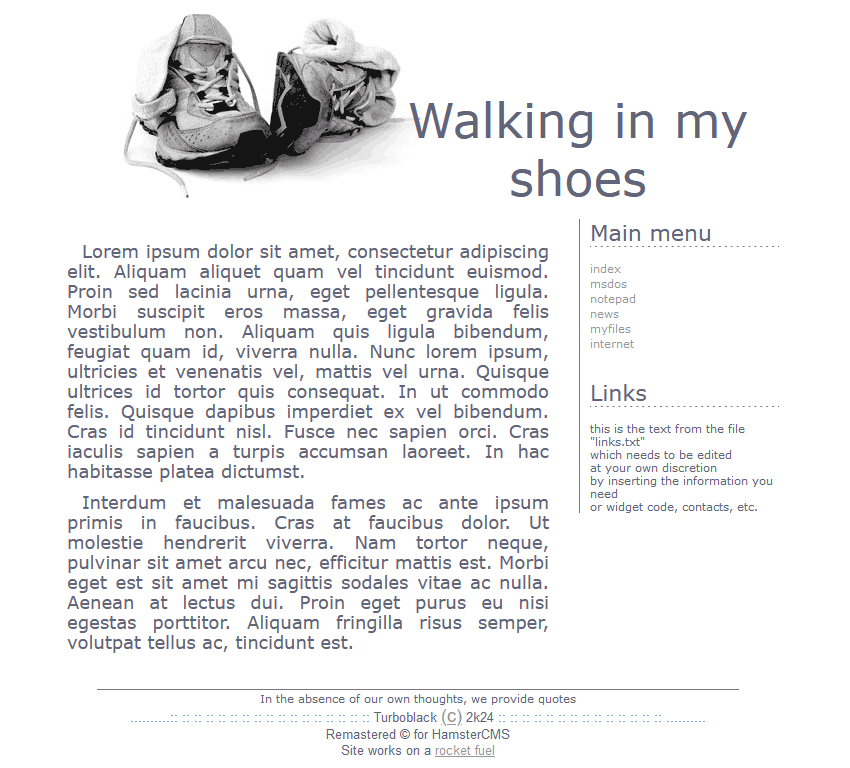 Walking in my
shoes
Lorem ipsum dolor sit amet, consectetur adipiscing
elit. Aliquam aliquet quam vel tincidunt euismod.
Proin sed lacinia urna, eget pellentesque ligula.
Morbi suscipit eros massa, eget gravida felis
vestibulum non. Aliquam quis ligula bibendum,
feugiat quam id, viverra nulla. Nunc lorem ipsum,
ultricies et venenatis vel, mattis vel urna. Quisque
ultrices id tortor quis consequat. In ut commodo
felis. Quisque dapibus imperdiet ex vel bibendum.
Cras id tincidunt nisl. Fusce nec sapien orci. Cras
iaculis sapien a turpis accumsan laoreet. In hac
habitasse platea dictumst.
Interdum et malesuada fames ac ante ipsum
primis in faucibus. Cras at faucibus dolor. Ut
molestie hendrerit viverra. Nam tortor neque,
pulvinar sit amet arcu nec, efficitur mattis est. Morbi
eget est sit amet mi sagittis sodales vitae ac nulla.
Aenean at lectus dui. Proin eget purus eu nisi
egestas porttitor. Aliquam fringilla risus semper,
volutpat tellus ac, tincidunt est.
Main menu
index
msdos
notepad
news
myfiles
internet
Links
this is the text from the file
"links.txt"
which needs to be edited
at your own discretion
by inserting the information you
need
or widget code, contacts, etc.
In the absence of our own thoughts, we provide quotes
...........:: :: :: :: :: :: :: :: :: :: :: :: :: :: :: :: :: Turboblack (c) 2k24 :: :: :: :: :: :: :: :: :: :: :: :: :: :: ..........
Remastered © for HamsterCMS
Site works on a rocket fuel